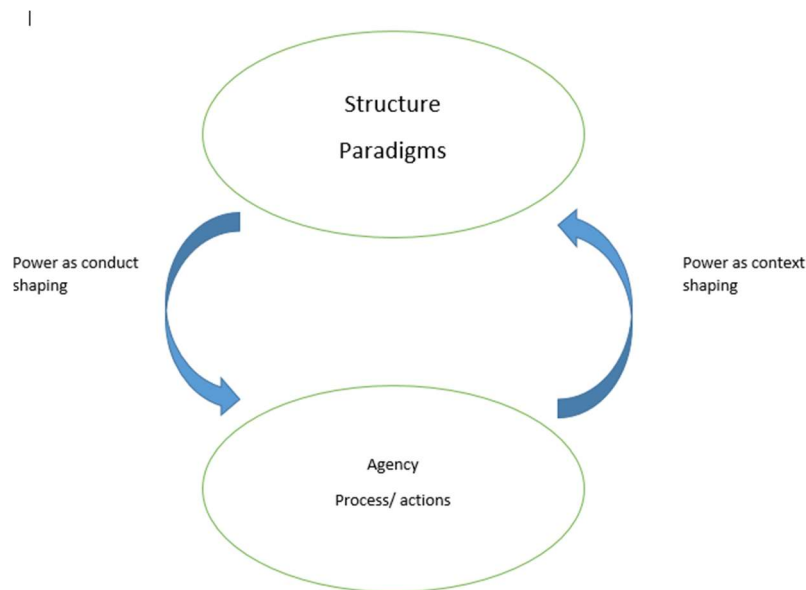 Structure
Paradigms
Power as conduct
shaping
Power as context
shaping
Agency
Process/ actions